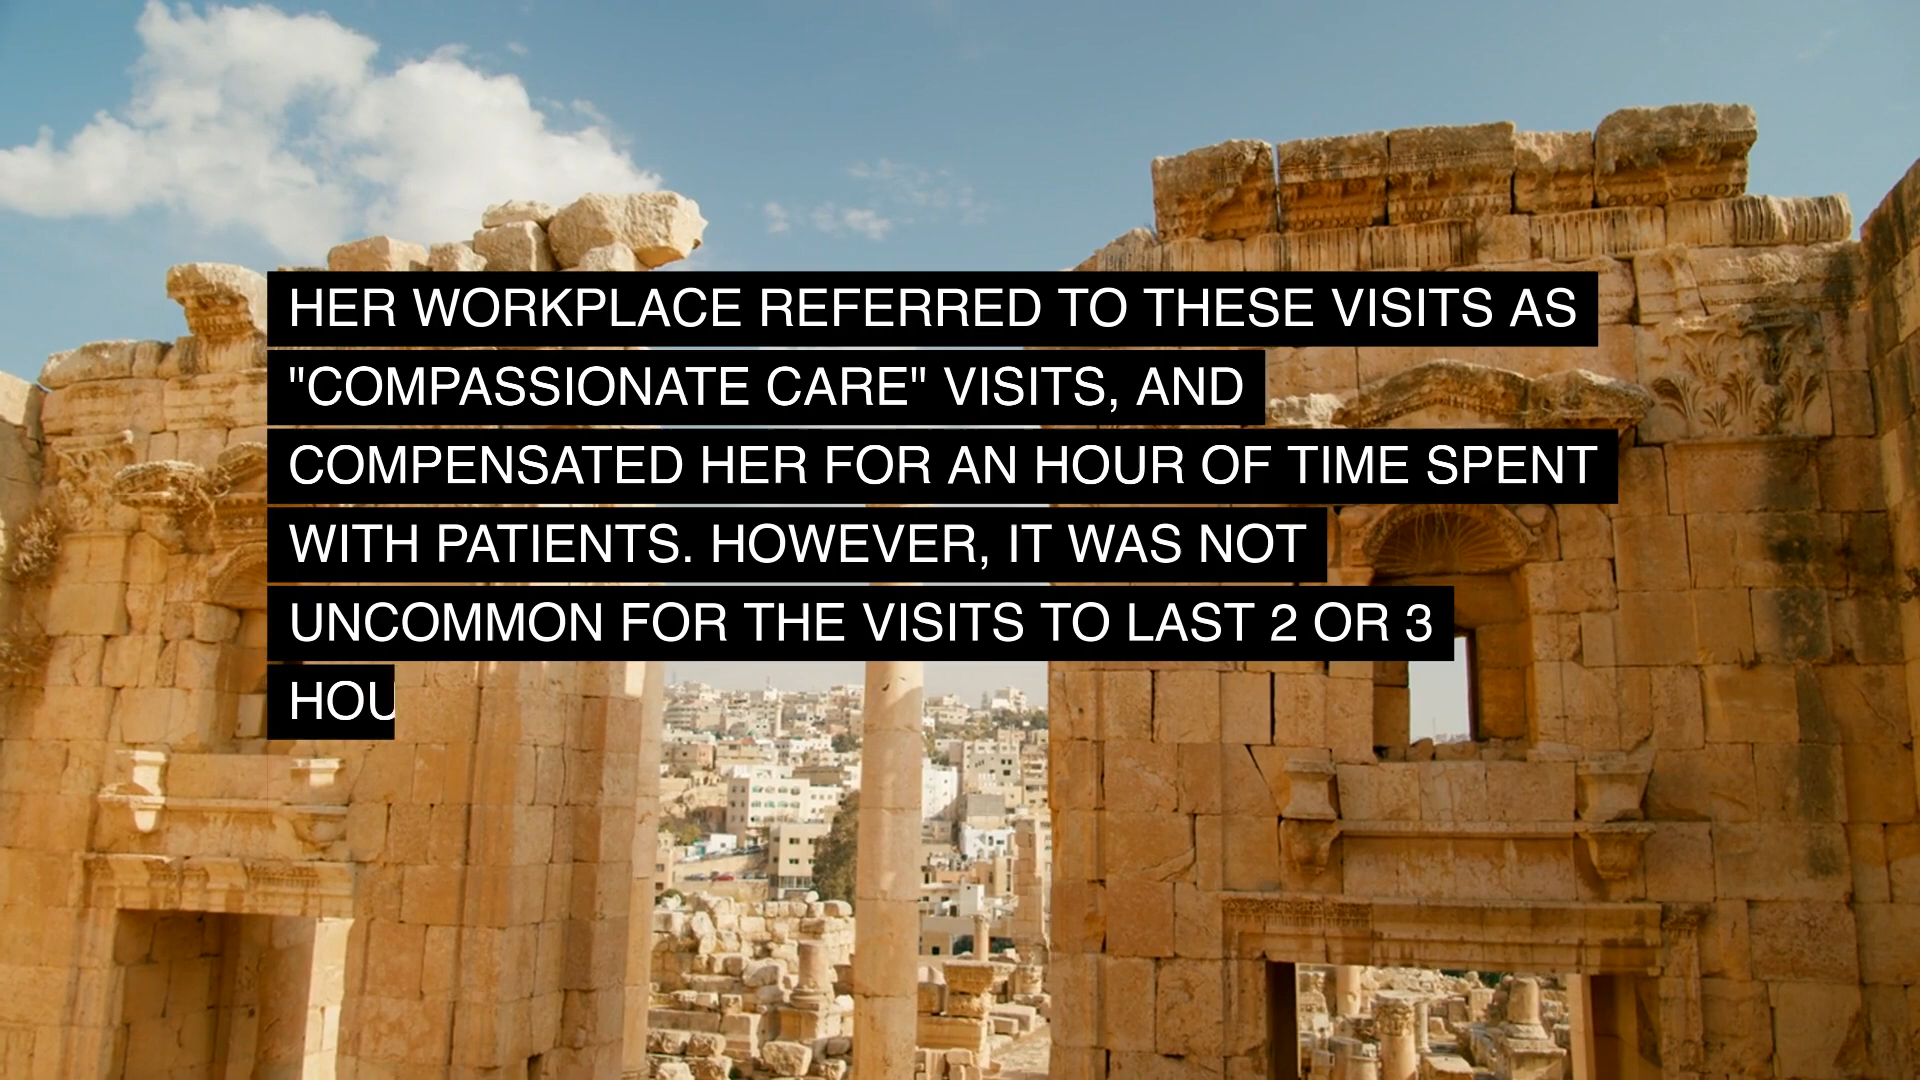 HER WORKPLACE REFERRED TO THESE VISITS AS
"COMPASSIONATE CARE" VISITS, AND
COMPENSATED HER FOR AN HOUR OF TIME SPENT
WITH PATIENTS. HOWEVER, IT WAS NOT
UNCOMMON FOR THE VISITS TO LAST 2 OR 3
HOU